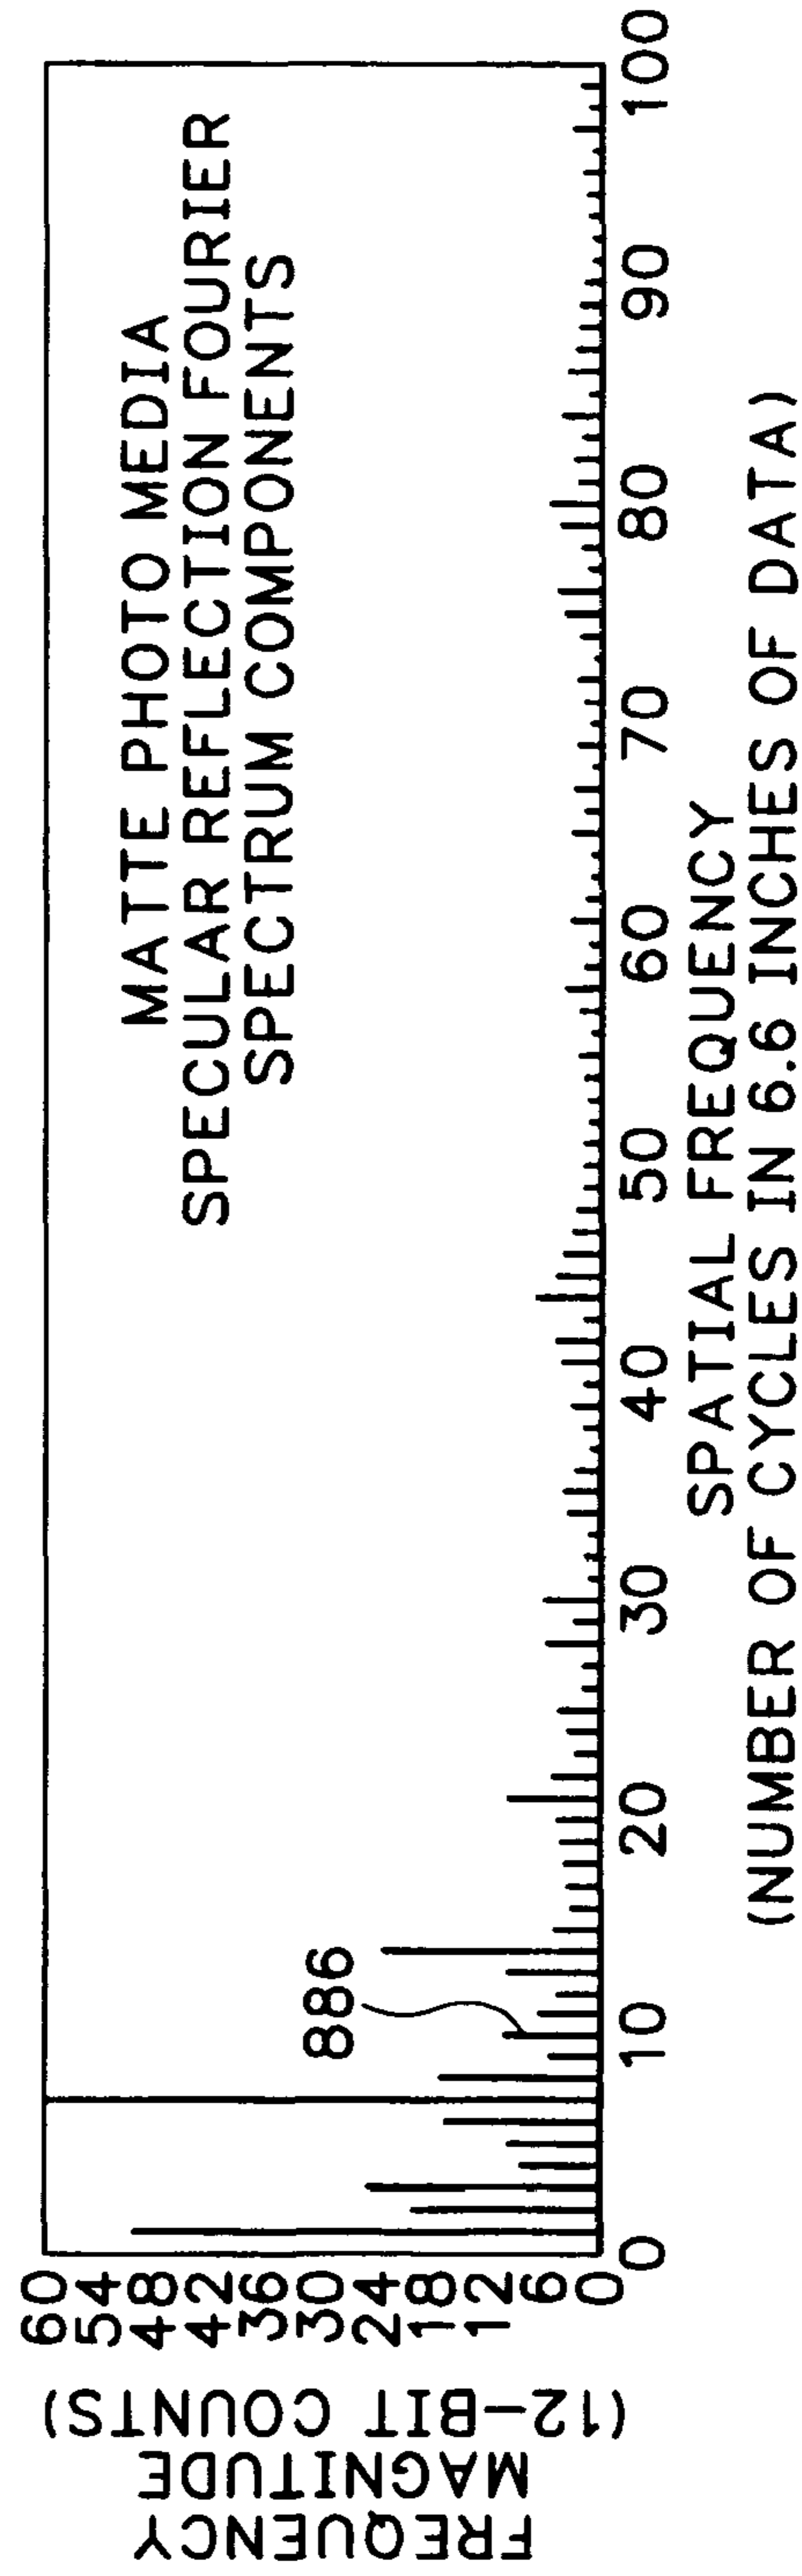 FREQUENCY
MAGNITUDE
(12-BIT COUNTS)
60
54
48
42
36
30
24
18
12
6
0
MATTE PHOTO MEDIA
SPECULAR REFLECTION FOURIER
SPECTRUM COMPONENTS
886
0 10 20 30 40 50 60 70 80 90 100
SPATIAL FREQUENCY
(NUMBER OF CYCLES IN 6.6 INCHES OF DATA)